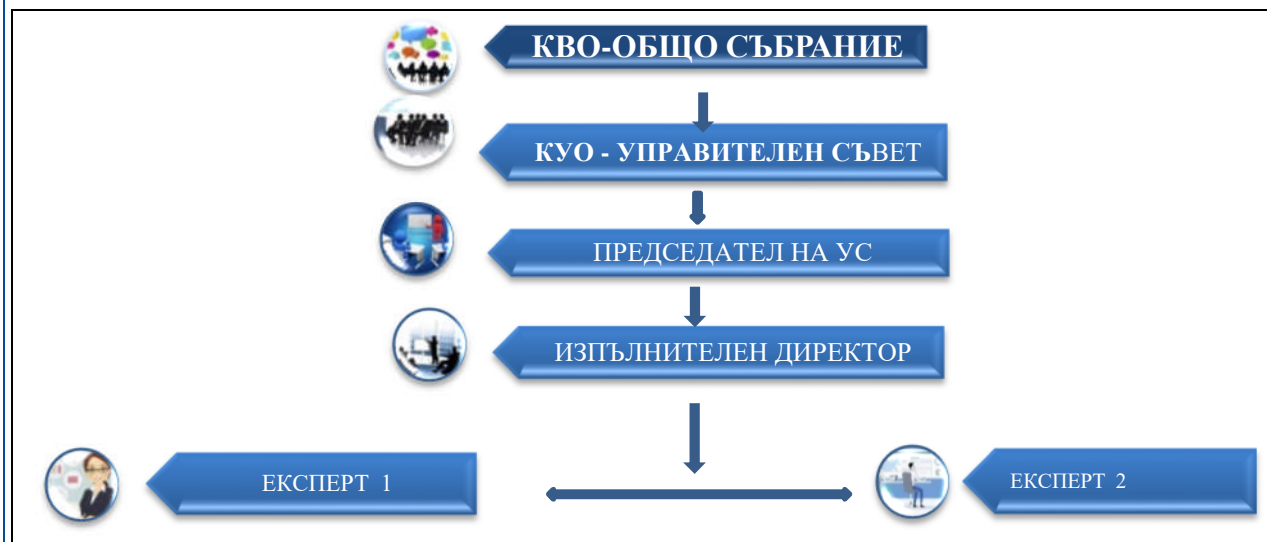 КВО-ОБЩО СЪБРАНИЕ
КУО - УПРАВИТЕЛЕН СЪВЕТ
ПРЕДСЕДАТЕЛ НА УС
ИЗПЪЛНИТЕЛЕН ДИРЕКТОР
ЕКСПЕРТ 1
ЕКСПЕРТ 2